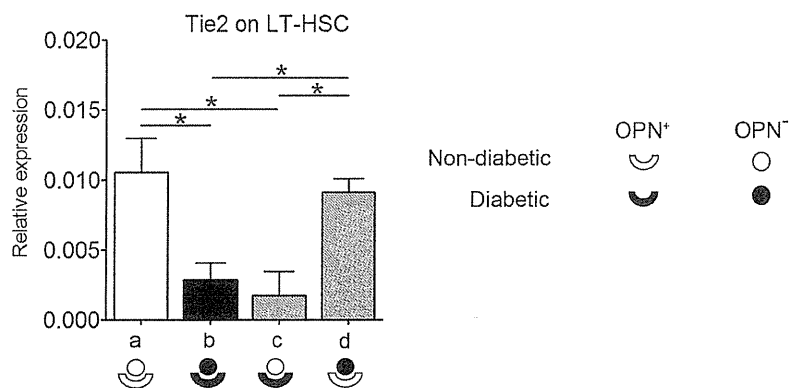 Tie2 on LT-HSC
Relative expression
0.020
0.015
0.010
0.005
0.000
*
*
*
*
a b c d
OPN⁺ OPN⁻
Non-diabetic
Diabetic